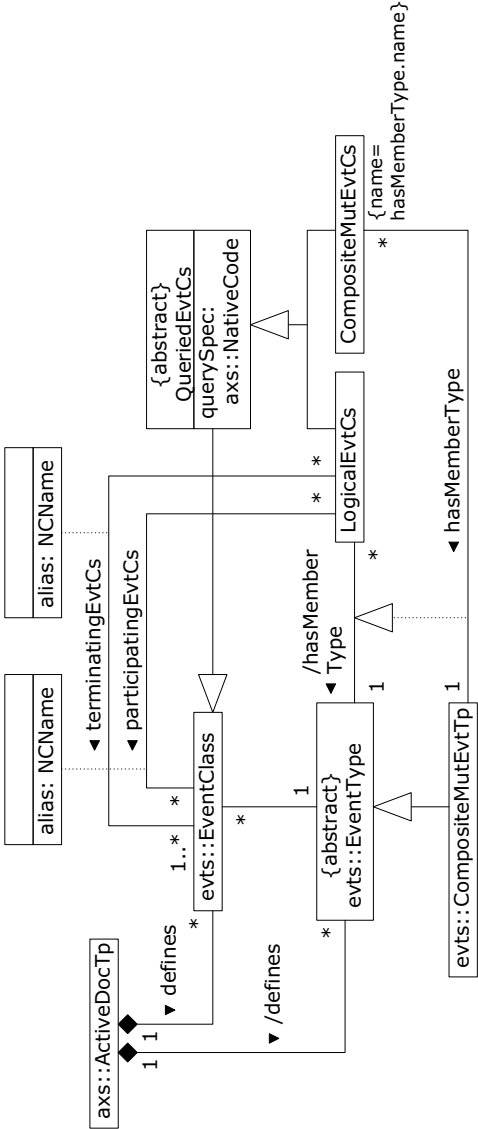 alias: NCName
alias: NCName
◄ terminatingEvtCs
◄ participatingEvtCs
axs::ActiveDocTp
1
1
◄ defines
◄ /defines
*
*
1..*
*
evts::EventClass
*
1
{abstract}
evts::EventType
/hasMember
◄ Type
1
*
{abstract}
QueriedEvtCs
querySpec:
axs::NativeCode
*
*
LogicalEvtCs
CompositeMutEvtCs
{name=
hasMemberType.name}
*
◄ hasMemberType
1
evts::CompositeMutEvtTp